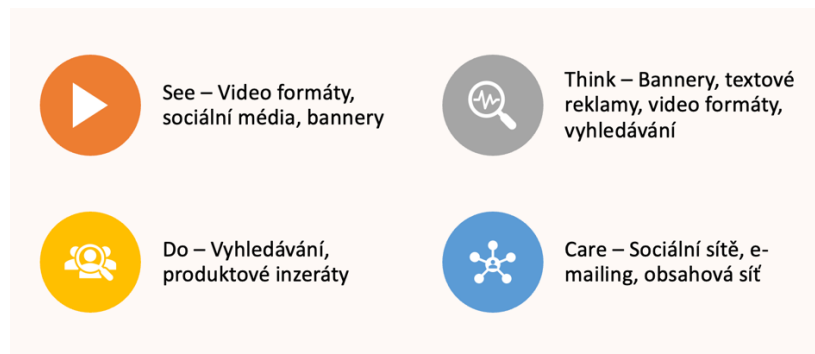 See – Video formáty,
sociální média, bannery
Think – Bannery, textové
reklamy, video formáty,
vyhledávání
Do – Vyhledávání,
produktové inzeráty
Care – Sociální sítě, e-
mailing, obsahová síť